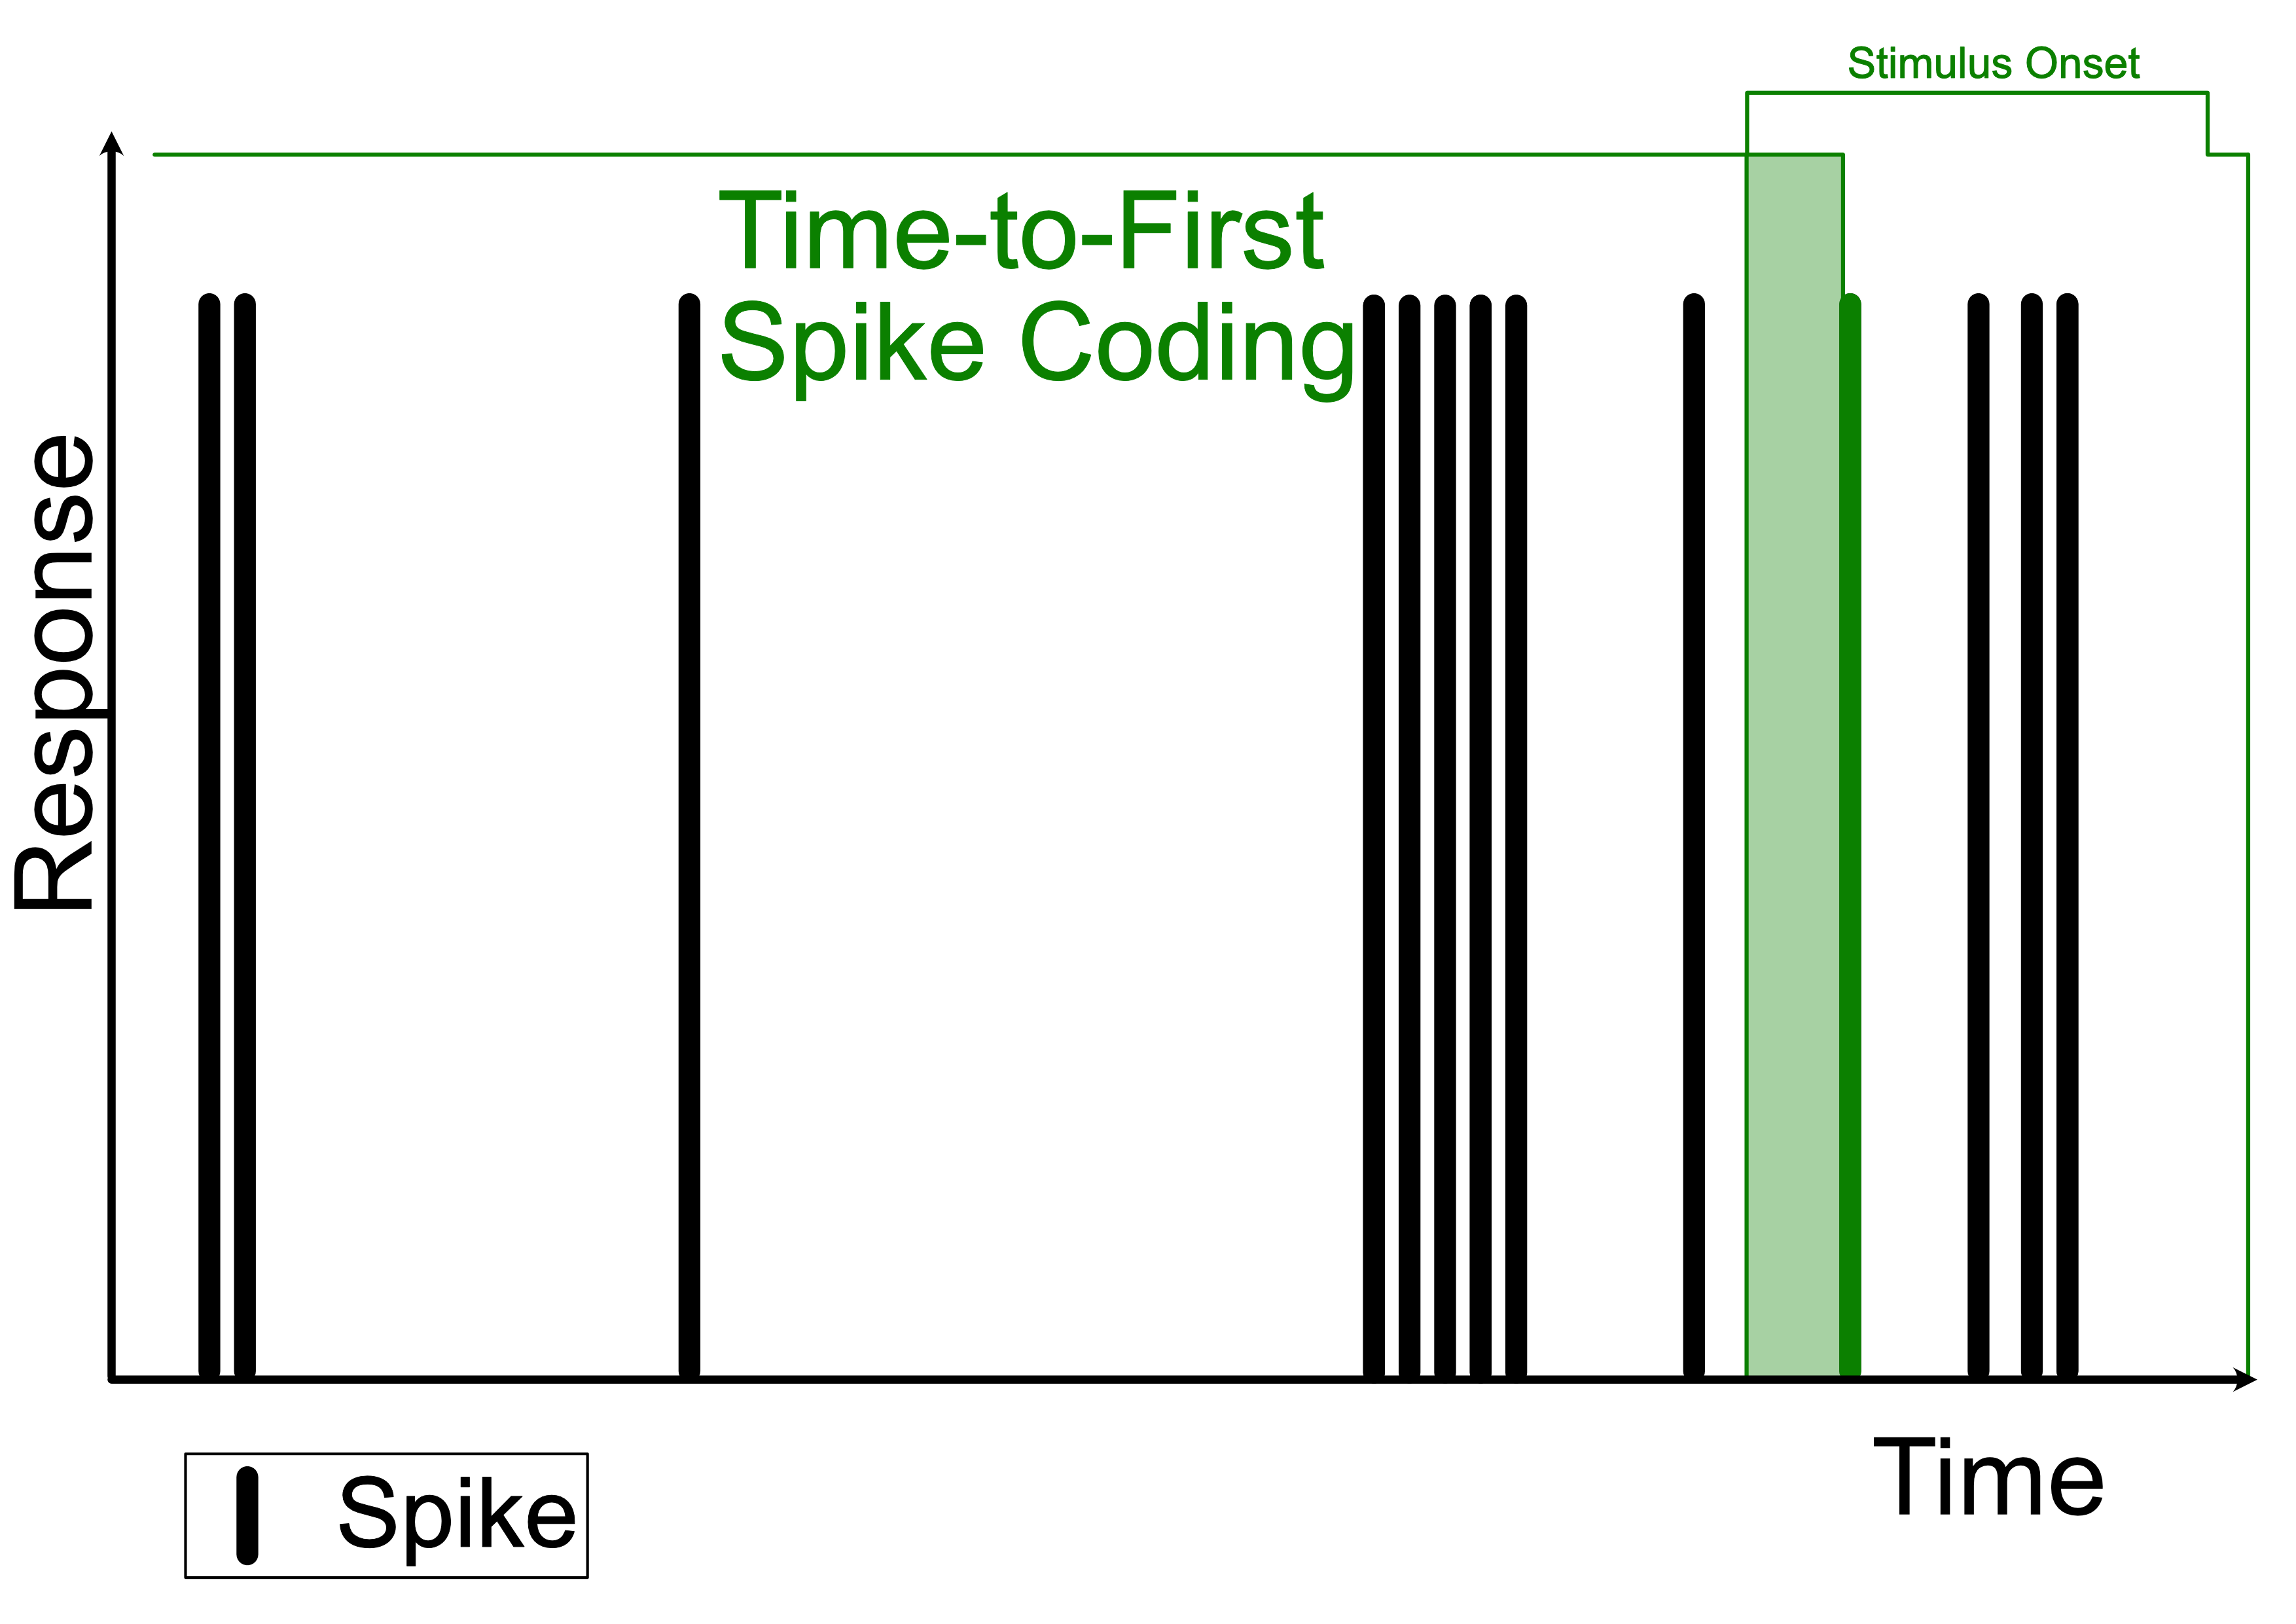 Stimulus Onset
Time-to-First
Spike Coding
Response
Time
Spike